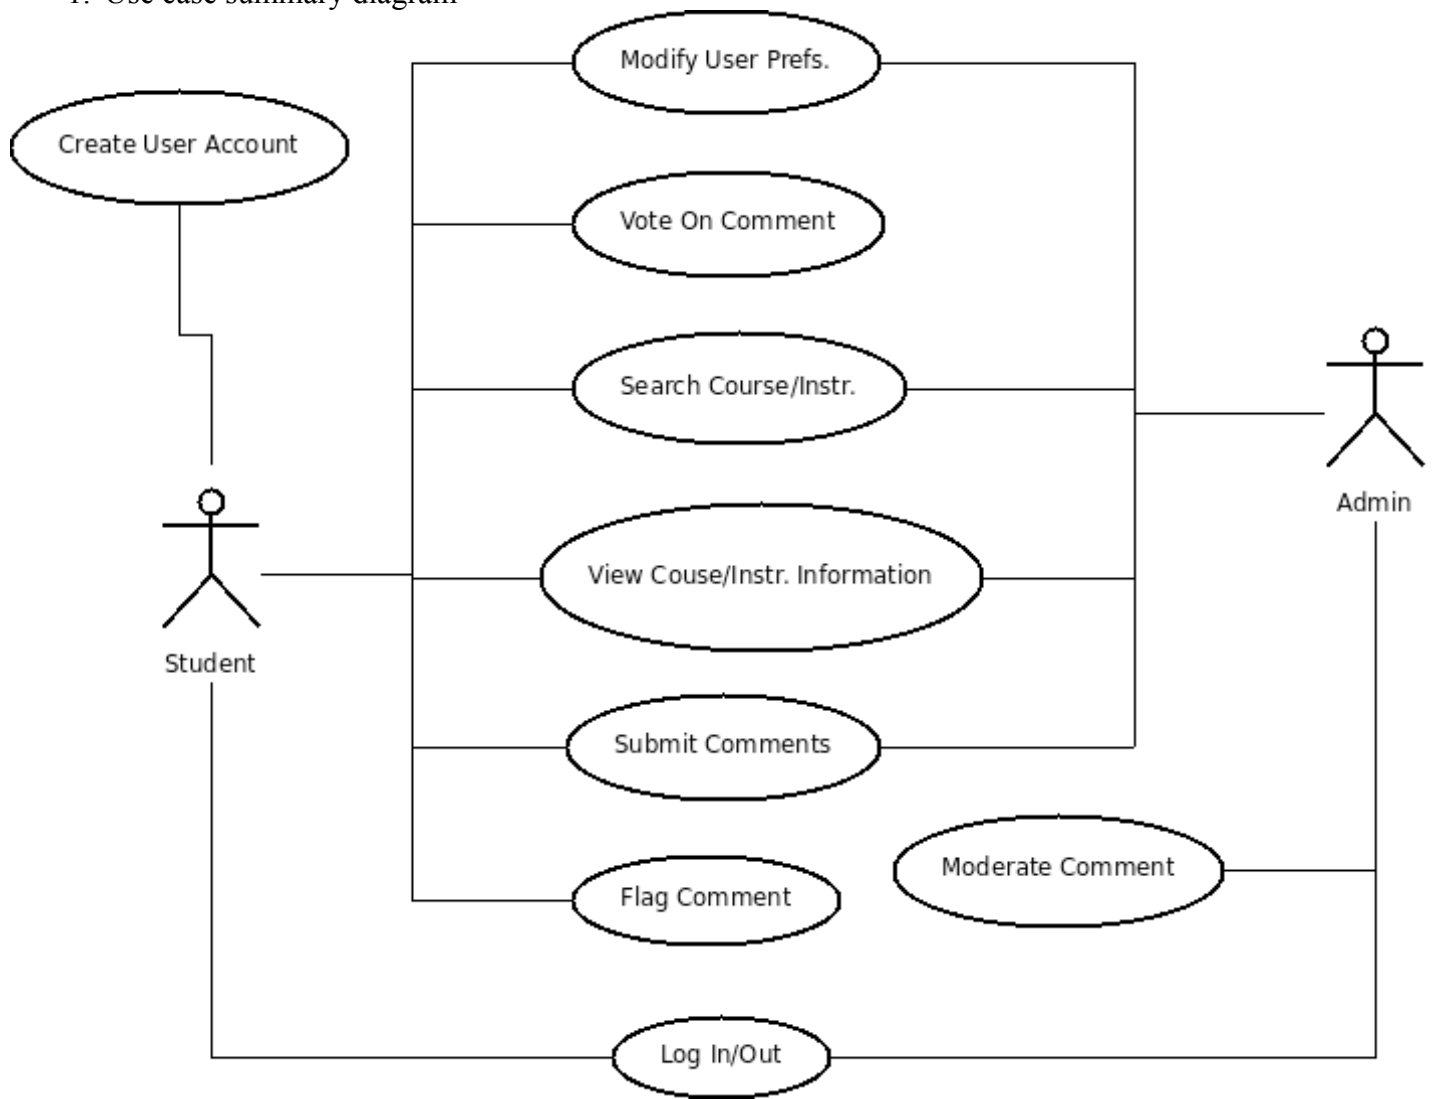 1. Use case summary diagram
Modify User Prefs.
Create User Account
Vote On Comment
Search Course/Instr.
Admin
View Couse/Instr. Information
Student
Submit Comments
Moderate Comment
Flag Comment
Log In/Out